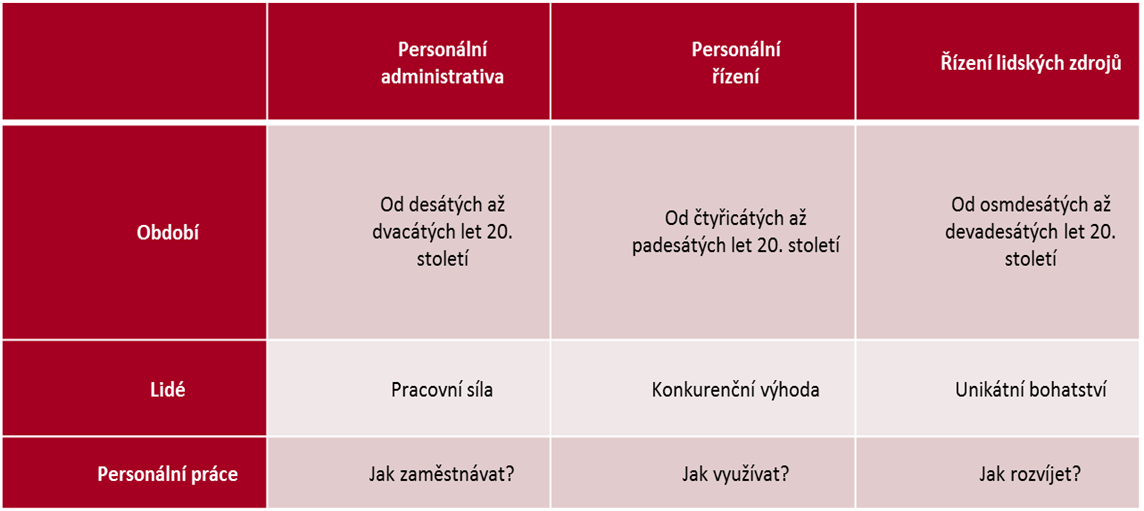 Personální
administrativa
Personální
řízení
Řízení lidských zdrojů
Období
Od desátých až
dvacátých let 20.
století
Od čtyřicátých až
padesátých let 20. století
Od osmdesátých až
devadesátých let 20.
století
Lidé
Pracovní síla
Konkurenční výhoda
Unikátní bohatství
Personální práce
Jak zaměstnávat?
Jak využívat?
Jak rozvíjet?